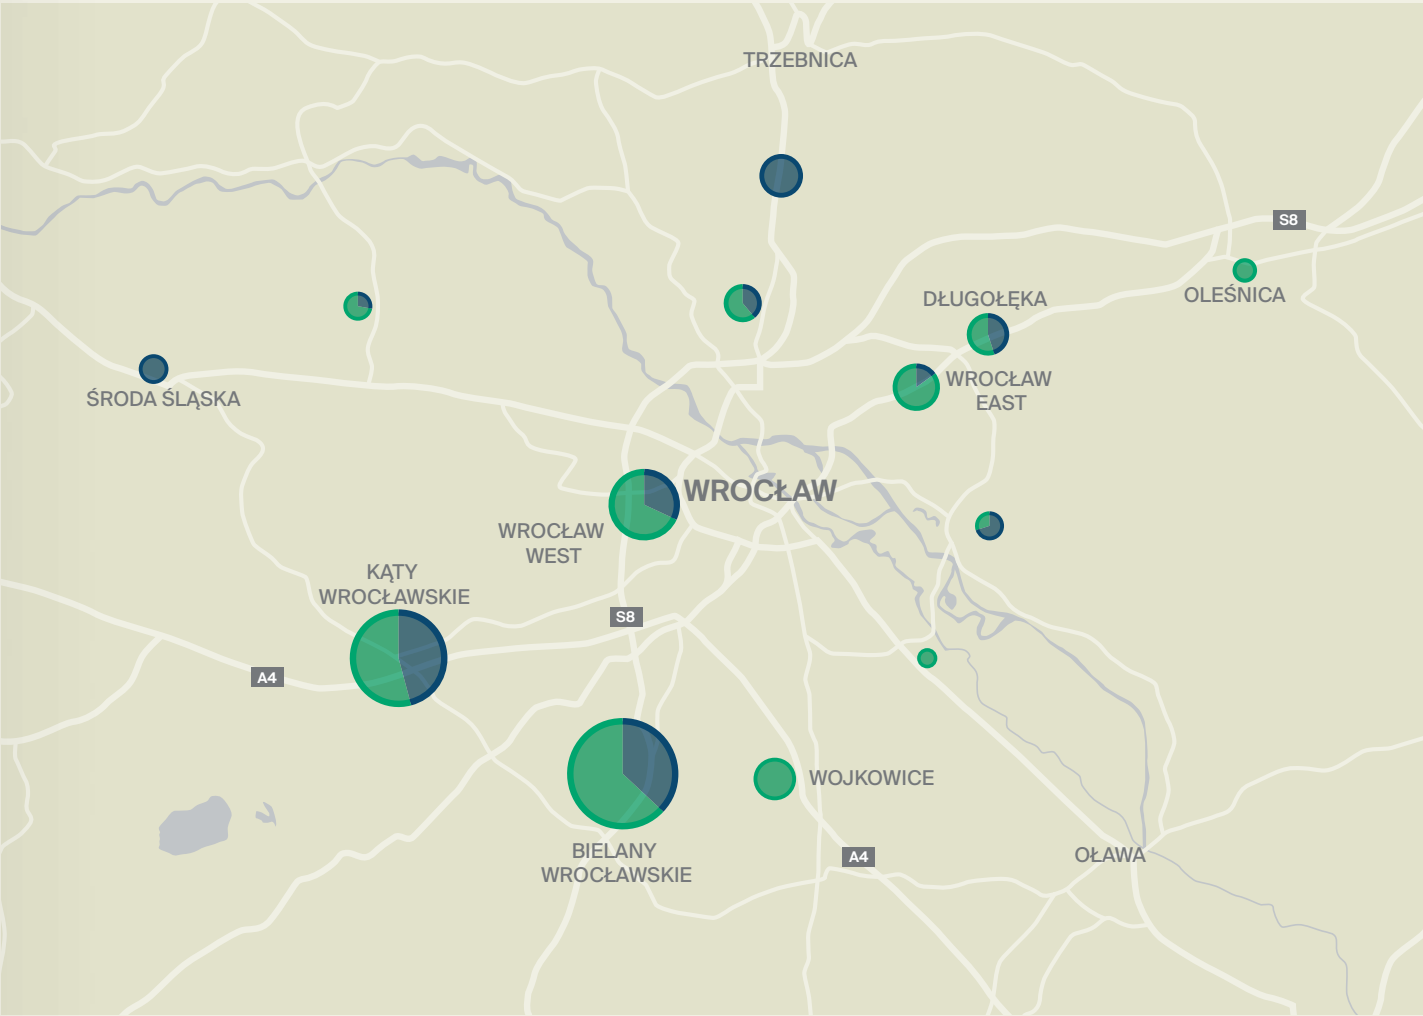 TRZEBNICA
S8
OLEŚNICA
DŁUGOŁĘKA
WROCŁAW
EAST
ŚRODA ŚLĄSKA
WROCŁAW
WROCŁAW
WEST
KĄTY
WROCŁAWSKIE
S8
A4
WOJKOWICE
BIELANY
WROCŁAWSKIE
A4
OŁAWA